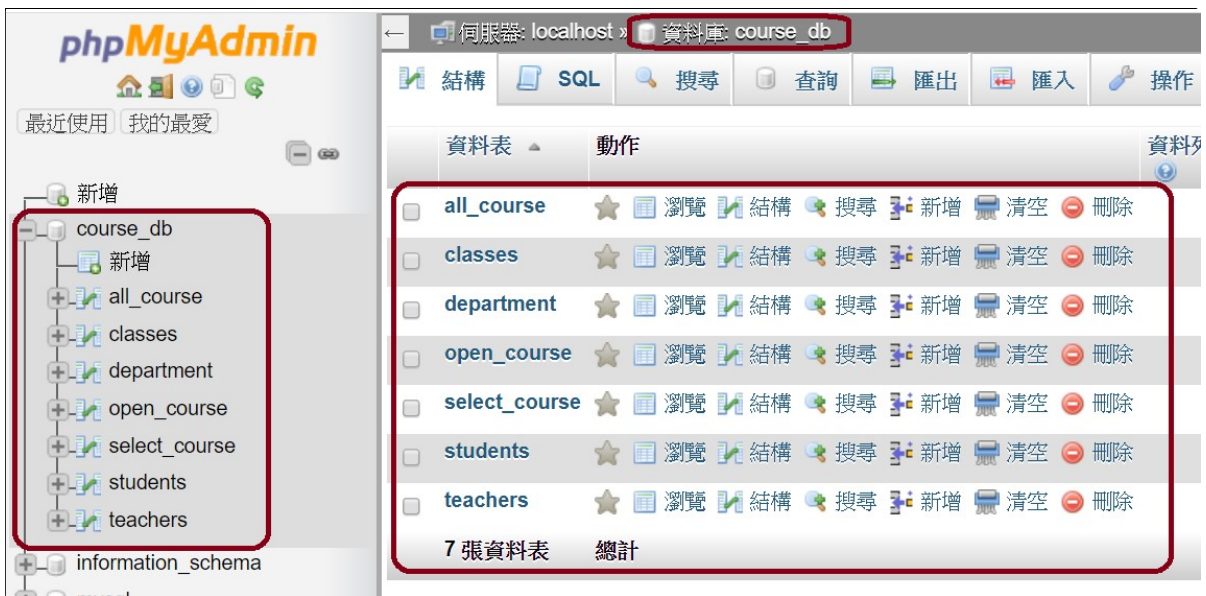 phpMyAdmin
最近使用 我的最愛
新增
course_db
新增
all_course
classes
department
open_course
select_course
students
teachers
information_schema
← 伺服器: localhost » 資料庫: course_db
結構 SQL 搜尋 查詢 匯出 匯入 操作
資料表 動作 資料列
all_course 瀏覽 結構 搜尋 新增 清空 刪除
classes 瀏覽 結構 搜尋 新增 清空 刪除
department 瀏覽 結構 搜尋 新增 清空 刪除
open_course 瀏覽 結構 搜尋 新增 清空 刪除
select_course 瀏覽 結構 搜尋 新增 清空 刪除
students 瀏覽 結構 搜尋 新增 清空 刪除
teachers 瀏覽 結構 搜尋 新增 清空 刪除
7 張資料表 總計